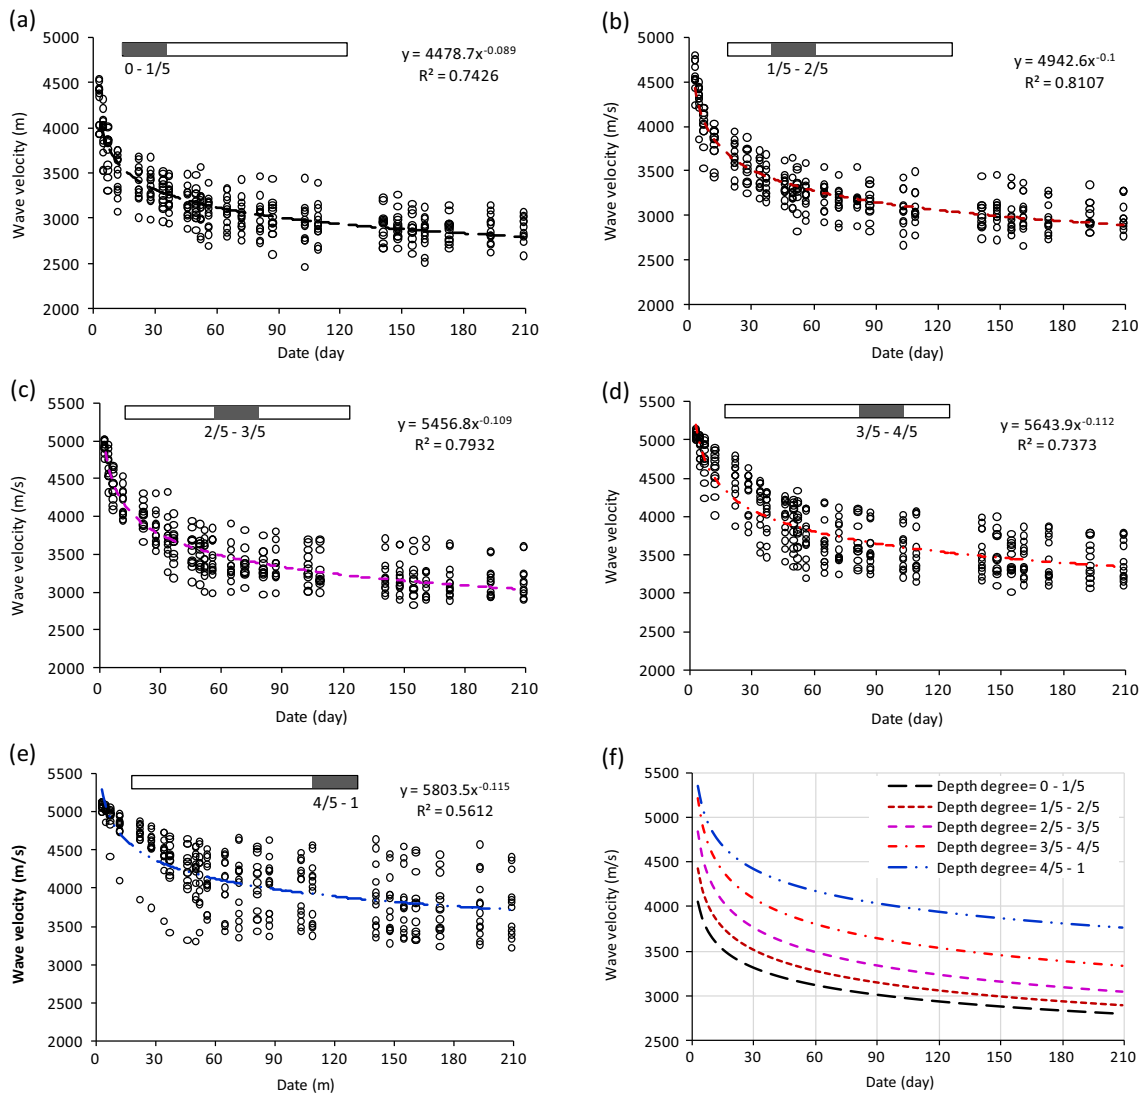 (a)
5000
4500
4000
3500
3000
2500
2000
Wave velocity (m)
0 - 1/5
y = 4478.7x^-0.089
R² = 0.7426
0 30 60 90 120 150 180 210
Date (day
(b)
5000
4500
4000
3500
3000
2500
2000
Wave velocity (m/s)
1/5 - 2/5
y = 4942.6x^-0.1
R² = 0.8107
0 30 60 90 120 150 180 210
Date (day)
(c)
5500
5000
4500
4000
3500
3000
2500
2000
Wave velocity (m/s)
2/5 - 3/5
y = 5456.8x^-0.109
R² = 0.7932
0 30 60 90 120 150 180 210
Date (day)
(d)
5500
5000
4500
4000
3500
3000
2500
2000
Wave velocity
3/5 - 4/5
y = 5643.9x^-0.112
R² = 0.7373
0 30 60 90 120 150 180 210
Date (day)
(e)
5500
5000
4500
4000
3500
3000
2500
2000
Wave velocity (m/s)
4/5 - 1
y = 5803.5x^-0.115
R² = 0.5612
0 30 60 90 120 150 180 210
Date (m)
(f)
5500
5000
4500
4000
3500
3000
2500
Wave velocity (m/s)
Depth degree= 0 - 1/5
Depth degree= 1/5 - 2/5
Depth degree= 2/5 - 3/5
Depth degree= 3/5 - 4/5
Depth degree= 4/5 - 1
0 30 60 90 120 150 180 210
Date (day)